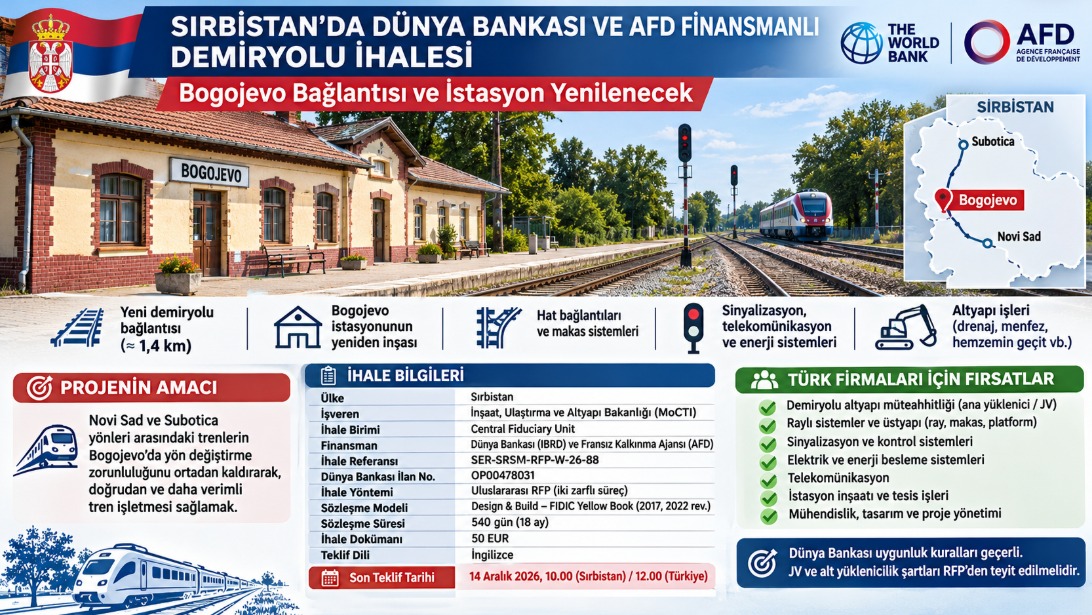 SIRBİSTAN'DA DÜNYA BANKASI VE AFD FİNANSMANLI
DEMİRYOLU İHALESİ
Bogojevo Bağlantısı ve İstasyon Yenilenecek
THE
WORLD
BANK
AFD
AGENCE FRANÇAISE
DE DÉVELOPPEMENT
BOGOJEVO
SİRBİSTAN
Subotica
Bogojevo
Novi Sad
Yeni demiryolu
bağlantısı
(≈ 1,4 km)
Bogojevo
istasyonunun
yeniden inşası
Hat bağlantıları
ve makas sistemleri
Sinyalizasyon,
telekomünikasyon
ve enerji sistemleri
Altyapı işleri
(drenaj, menfez,
hemzemin geçit vb.)
PROJENİN AMACI
Novi Sad ve Subotica
yönleri arasındaki trenlerin
Bogojevo'da yön değiştirme
zorunluluğunu ortadan kaldırarak,
doğrudan ve daha verimli
tren işletmesi sağlamak.
İHALE BİLGİLERİ
Ülke Sırbistan
İşveren İnşaat, Ulaştırma ve Altyapı Bakanlığı (MoCTI)
İhale Birimi Central Fiduciary Unit
Finansman Dünya Bankası (IBRD) ve Fransız Kalkınma Ajansı (AFD)
İhale Referansı SER-SRSM-RFP-W-26-88
Dünya Bankası İlan No. OP00478031
İhale Yöntemi Uluslararası RFP (iki zarflı süreç)
Sözleşme Modeli Design & Build – FIDIC Yellow Book (2017, 2022 rev.)
Sözleşme Süresi 540 gün (18 ay)
İhale Dokümanı 50 EUR
Teklif Dili İngilizce
Son Teklif Tarihi 14 Aralık 2026, 10.00 (Sırbistan) / 12.00 (Türkiye)
TÜRK FİRMALARI İÇİN FIRSATLAR
Demiryolu altyapı müteahhitliği (ana yüklenici / JV)
Raylı sistemler ve üstyapı (ray, makas, platform)
Sinyalizasyon ve kontrol sistemleri
Elektrik ve enerji besleme sistemleri
Telekomünikasyon
İstasyon inşaatı ve tesis işleri
Mühendislik, tasarım ve proje yönetimi
Dünya Bankası uygunluk kuralları geçerli.
JV ve alt yüklenicilik şartları RFP'den teyit edilmelidir.